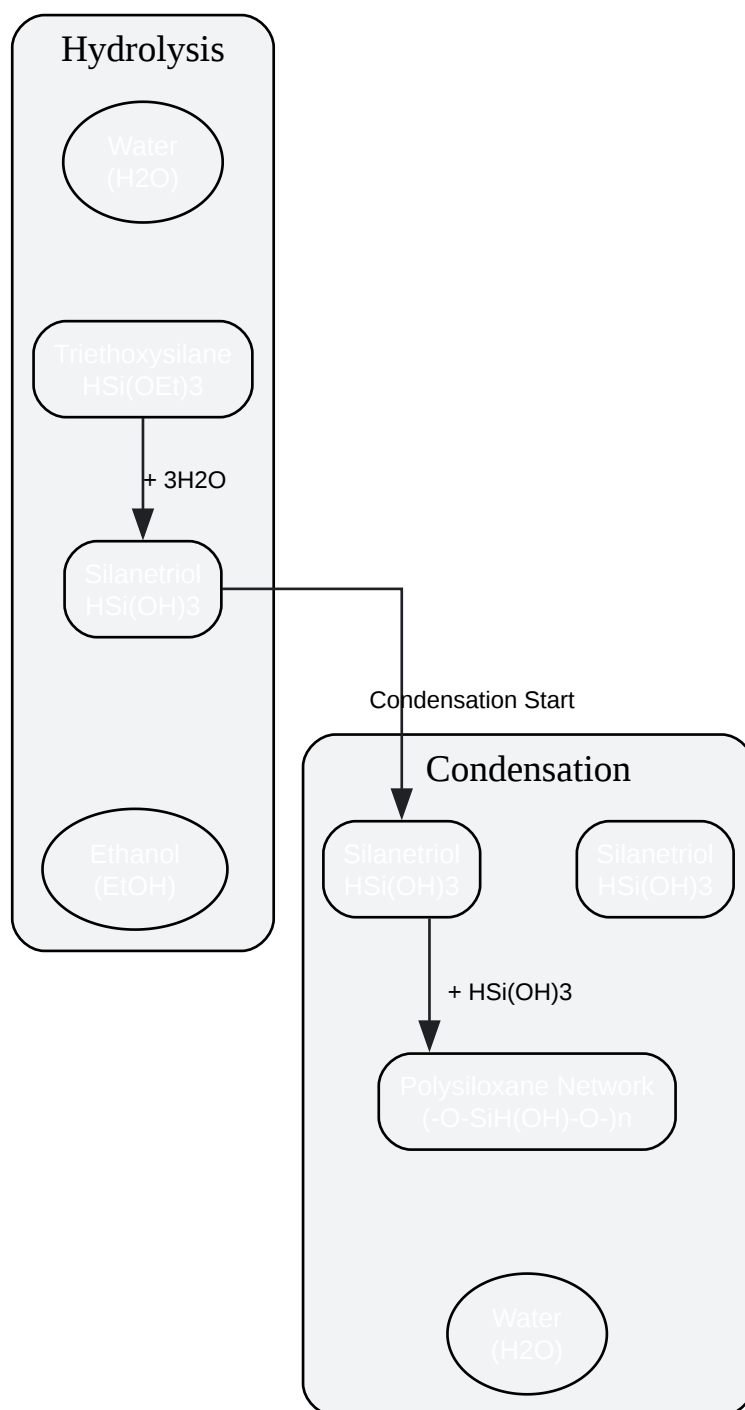 Hydrolysis
Water
(H2O)
Triethoxysilane
HSi(OEt)3
+ 3H2O
Silanetriol
HSi(OH)3
Ethanol
(EtOH)
Condensation Start
Condensation
Silanetriol
HSi(OH)3
Silanetriol
HSi(OH)3
+ HSi(OH)3
Polysiloxane Network
(-O-SiH(OH)-O-)n
Water
(H2O)